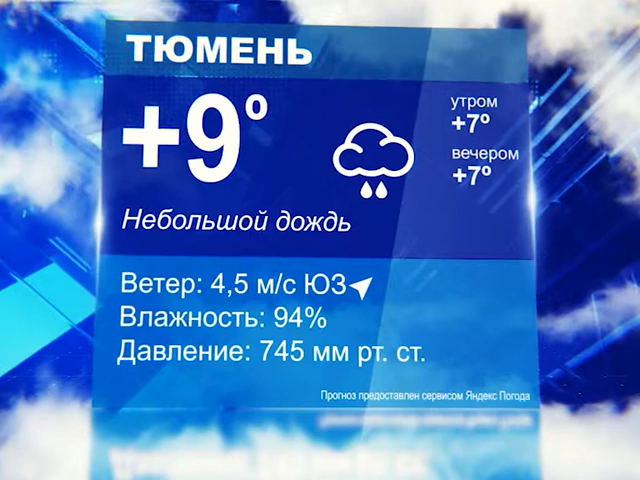 ТЮМЕНЬ
+9°
утром
+7°
вечером
+7°
Небольшой дождь
Ветер: 4,5 м/с ЮЗ
Влажность: 94%
Давление: 745 мм рт. ст.
Прогноз предоставлен сервисом Яндекс Погода